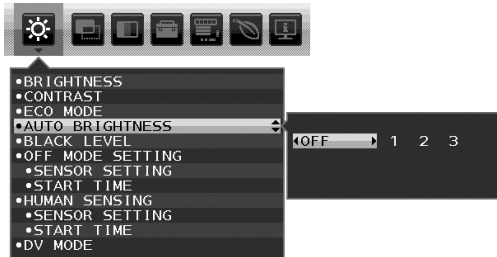 •BRIGHTNESS
•CONTRAST
•ECO MODE
•AUTO BRIGHTNESS
OFF 1 2 3
•BLACK LEVEL
•OFF MODE SETTING
•SENSOR SETTING
•START TIME
•HUMAN SENSING
•SENSOR SETTING
•START TIME
•DV MODE